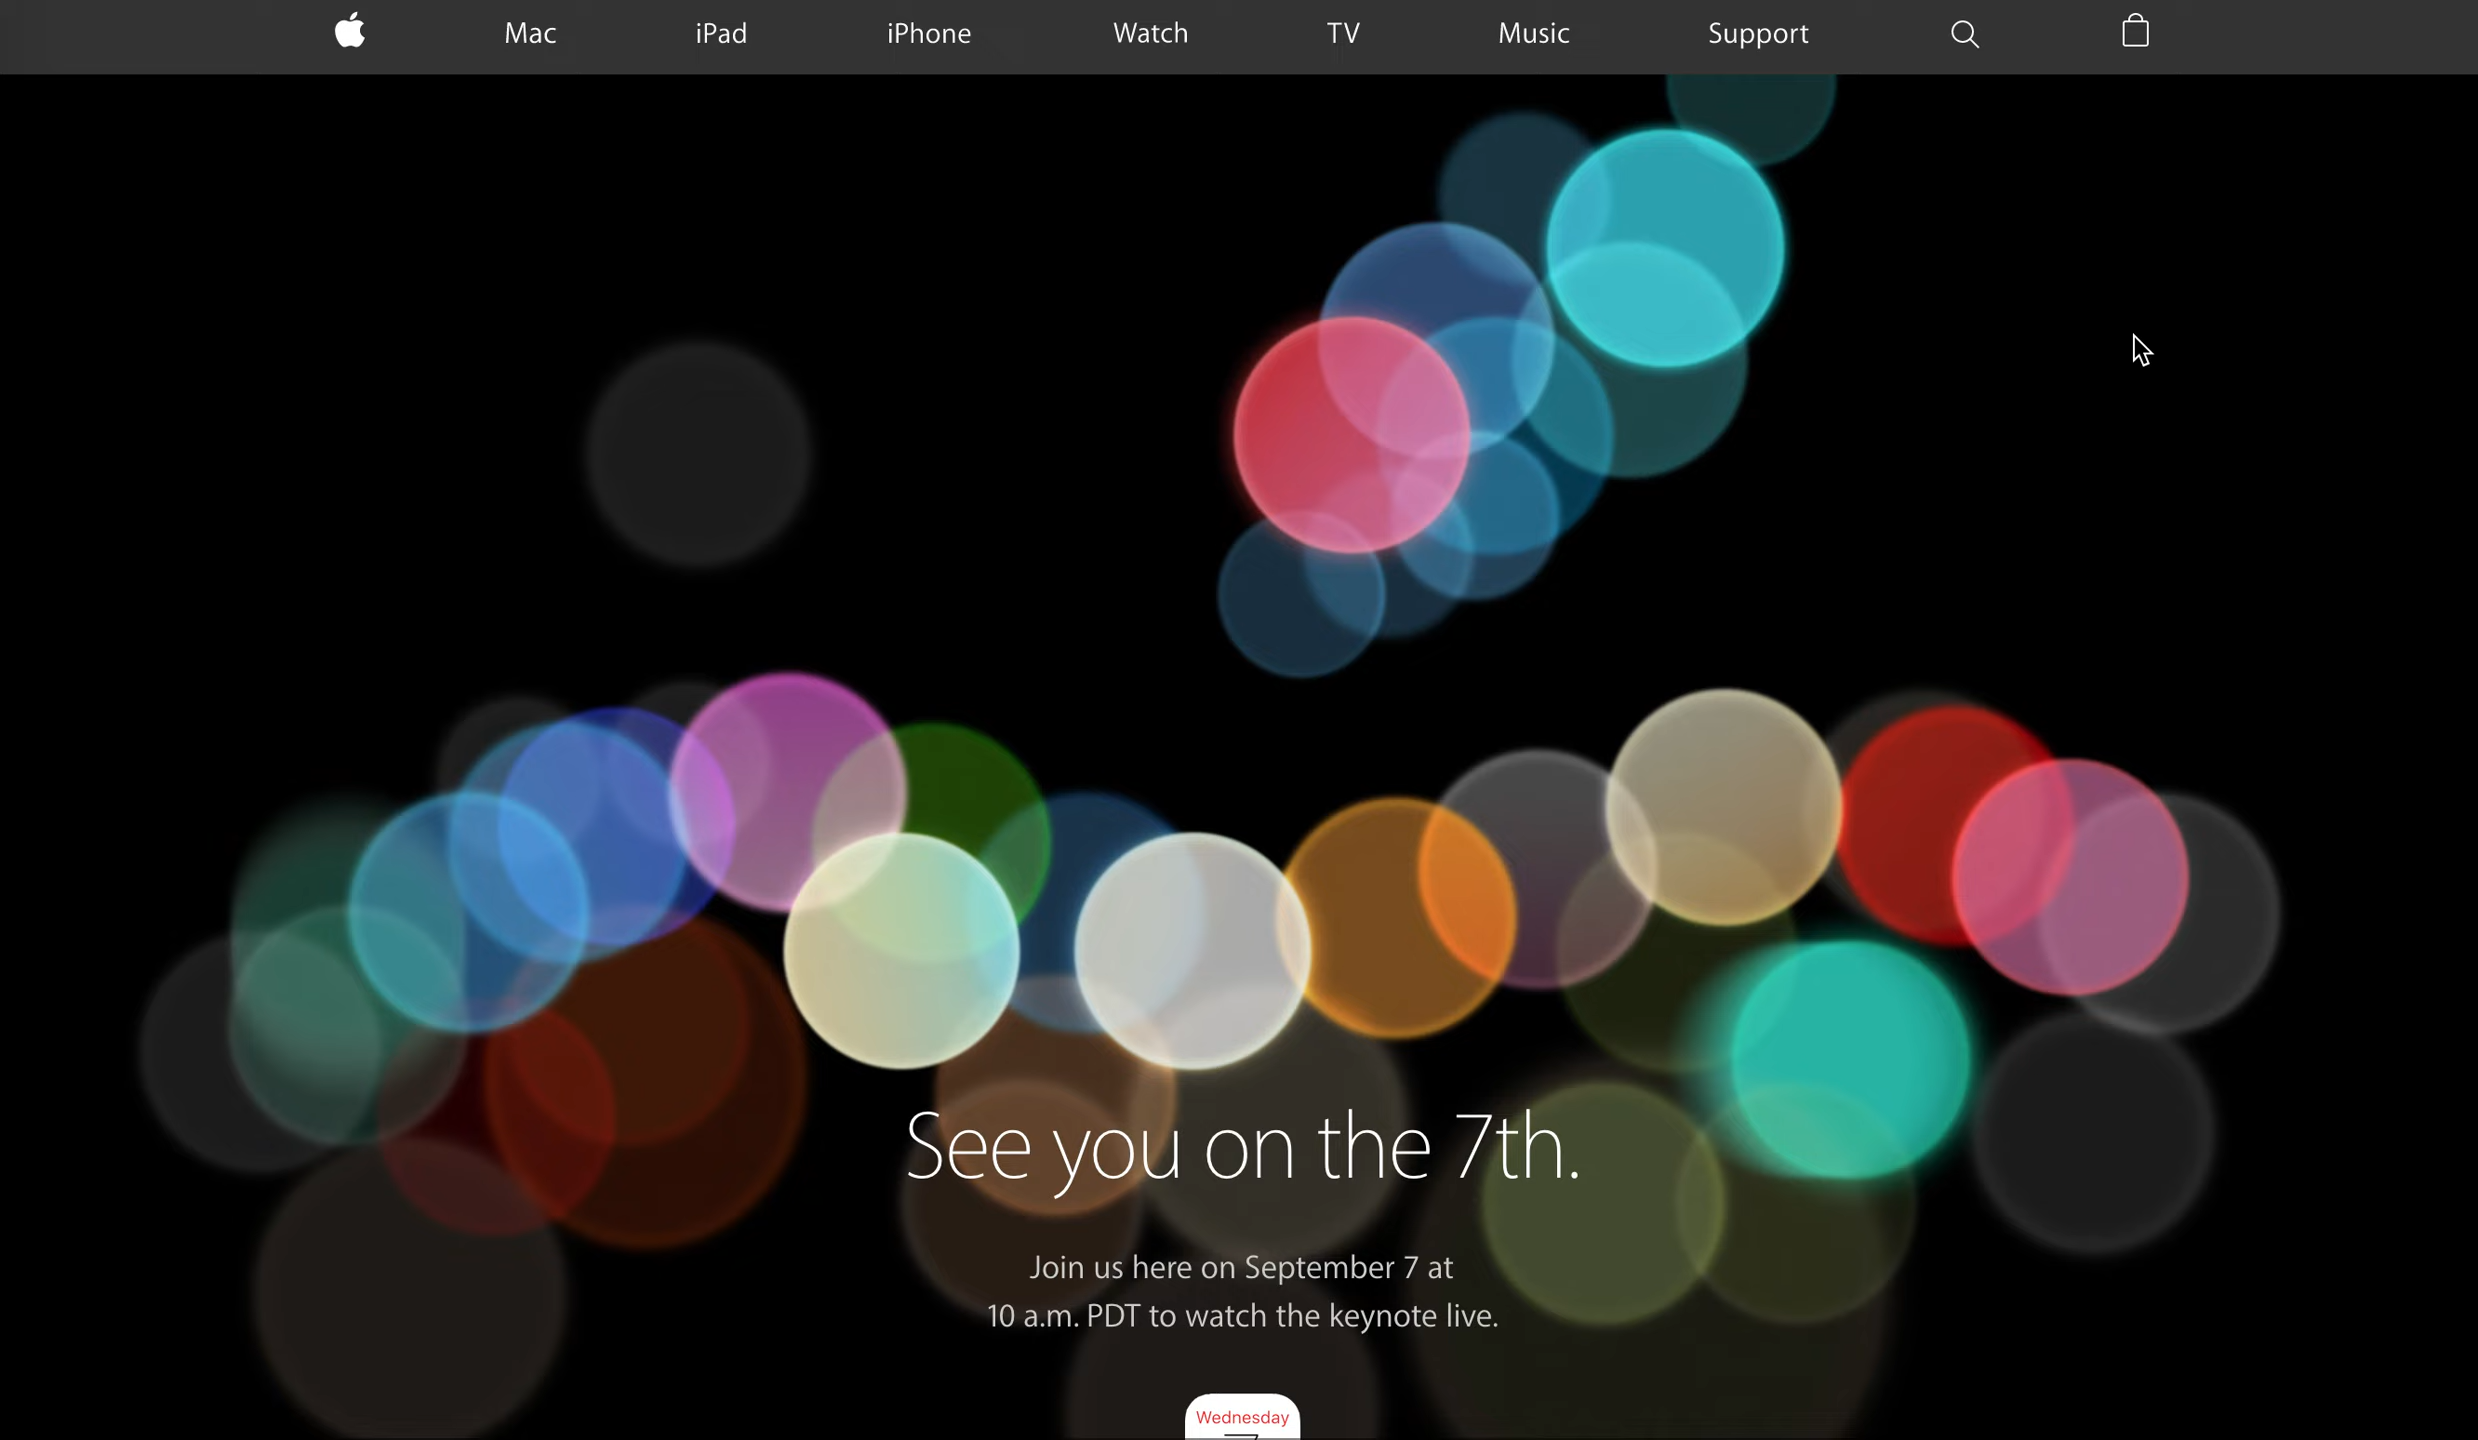 Mac iPad iPhone Watch TV Music Support
See you on the 7th.
Join us here on September 7 at
10 a.m. PDT to watch the keynote live.
Wednesday